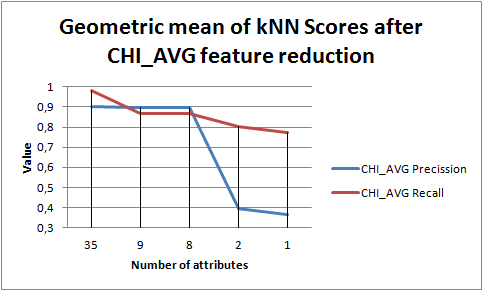 Geometric mean of kNN Scores after
CHI_AVG feature reduction
1
0,9
0,8
0,7
0,6
0,5
0,4
0,3
Value
35 9 8 2 1
Number of attributes
CHI_AVG Precission
CHI_AVG Recall